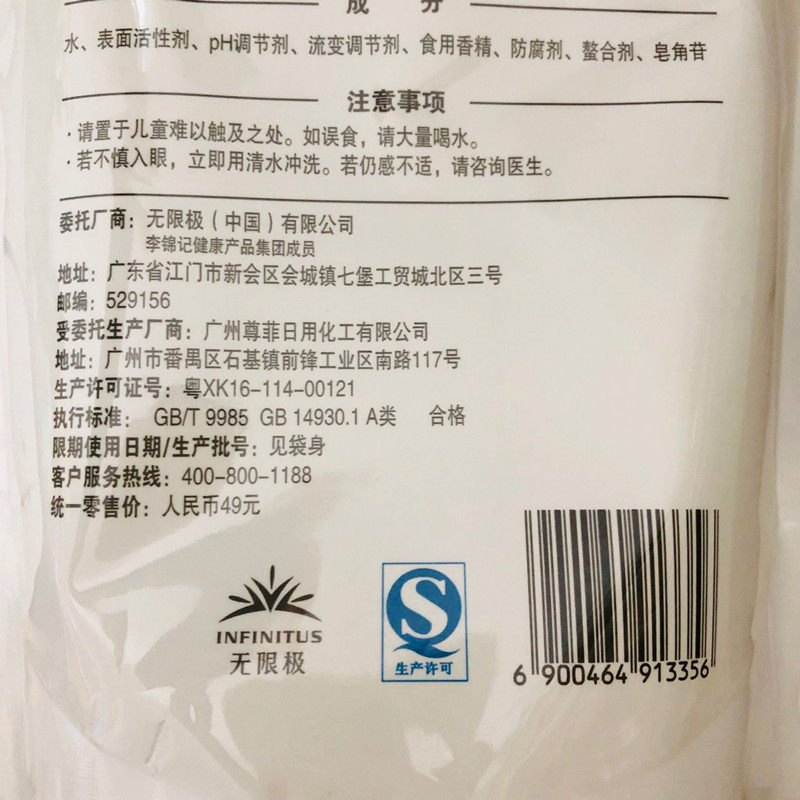 成 分
水、表面活性剂、pH调节剂、流变调节剂、食用香精、防腐剂、螯合剂、皂角苷
注意事项
·请置于儿童难以触及之处。如误食，请大量喝水。
·若不慎入眼，立即用清水冲洗。若仍感不适，请咨询医生。
委托厂商：无限极（中国）有限公司
李锦记健康产品集团成员
地址：广东省江门市新会区会城镇七堡工贸城北区三号
邮编：529156
受委托生产厂商：广州尊菲日用化工有限公司
地址：广州市番禺区石基镇前锋工业区南路117号
生产许可证号：粤XK16-114-00121
执行标准： GB/T 9985 GB 14930.1 A类 合格
限期使用日期/生产批号：见袋身
客户服务热线：400-800-1188
统一零售价：人民币49元
INFINITUS
无限极
S
生产许可
6 900464 913356